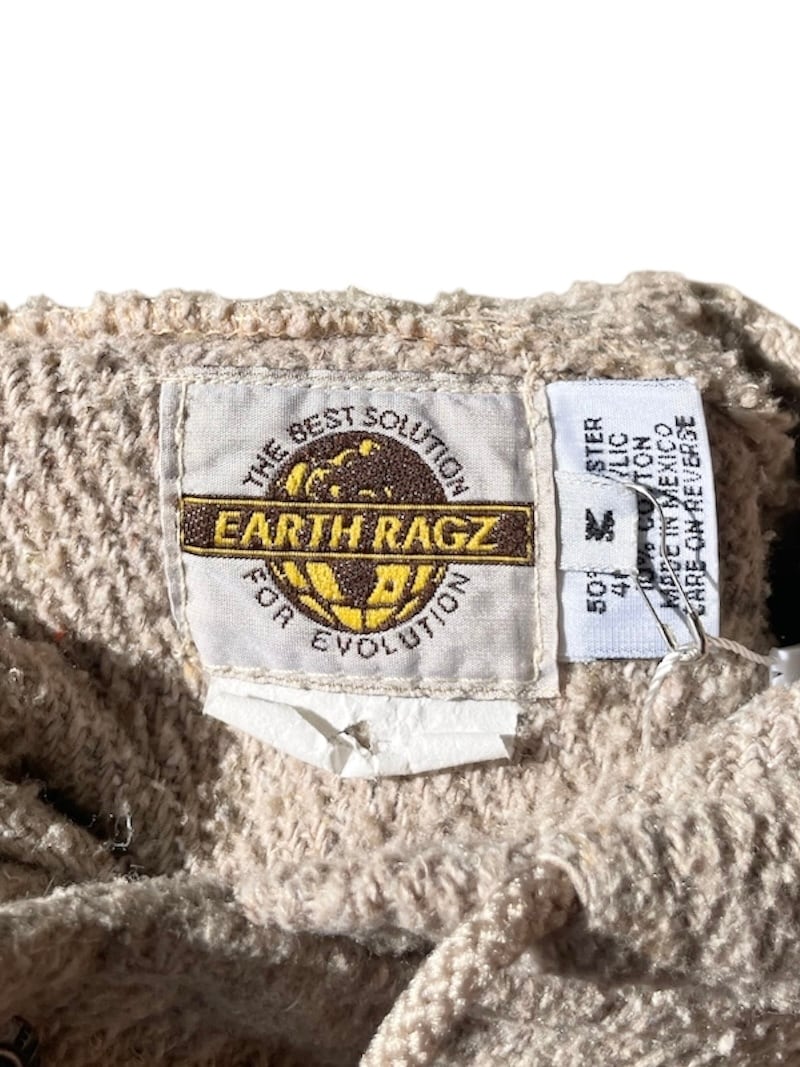 THE BEST SOLUTION
EARTH RAGZ
FOR EVOLUTION
M
MADE IN MEXICO
CARE ON REVERSE